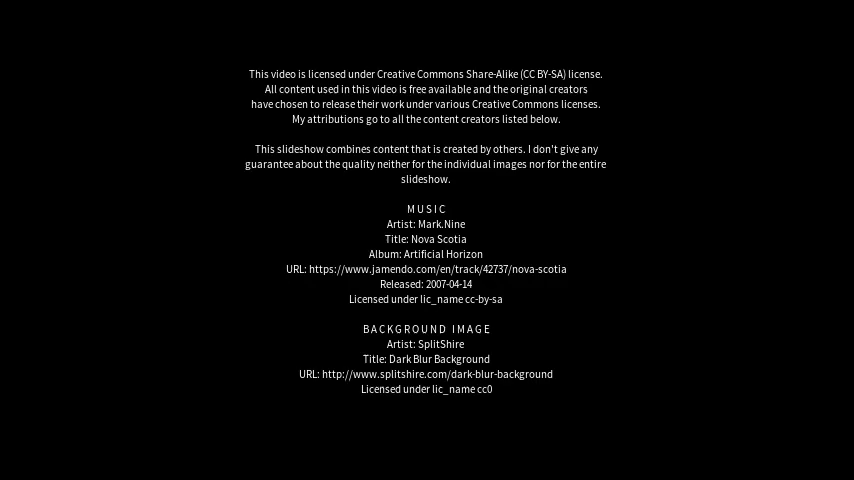 This video is licensed under Creative Commons Share-Alike (CC BY-SA) license.
All content used in this video is free available and the original creators
have chosen to release their work under various Creative Commons licenses.
My attributions go to all the content creators listed below.
This slideshow combines content that is created by others. I don't give any
guarantee about the quality neither for the individual images nor for the entire
slideshow.
MUSIC
Artist: Mark.Nine
Title: Nova Scotia
Album: Artificial Horizon
URL: https://www.jamendo.com/en/track/42737/nova-scotia
Released: 2007-04-14
Licensed under lic_name cc-by-sa
BACKGROUND IMAGE
Artist: SplitShire
Title: Dark Blur Background
URL: http://www.splitshire.com/dark-blur-background
Licensed under lic_name cc0